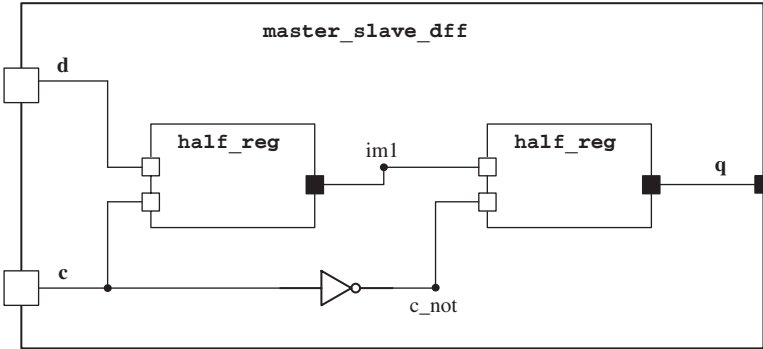 master_slave_dff
d
half_reg
half_reg
im1
q
c
c_not